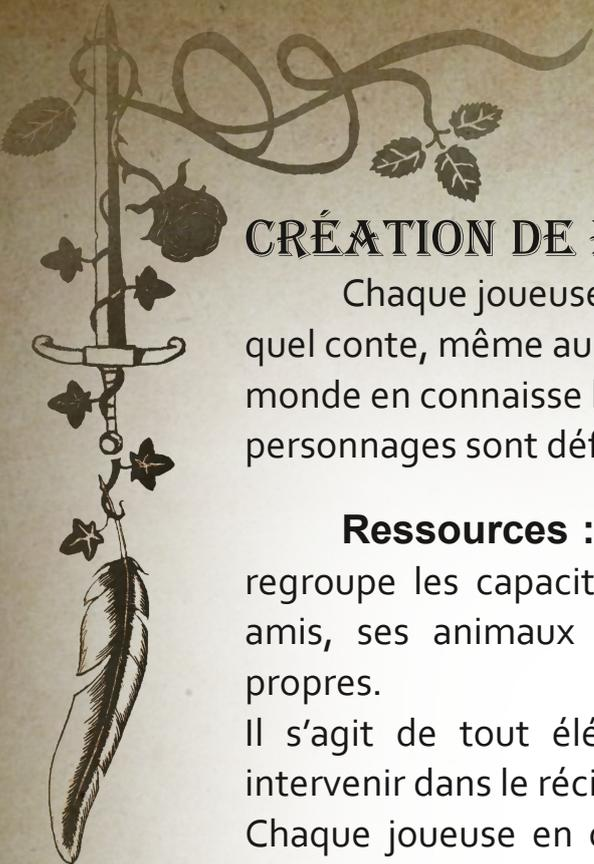 CRÉATION DE
Chaque joueuse
quel conte, même au
monde en connaisse
personnages sont déf
Ressources :
regroupe les capacit
amis, ses animaux
propres.
Il s’agit de tout élé
intervenir dans le réci
Chaque joueuse en